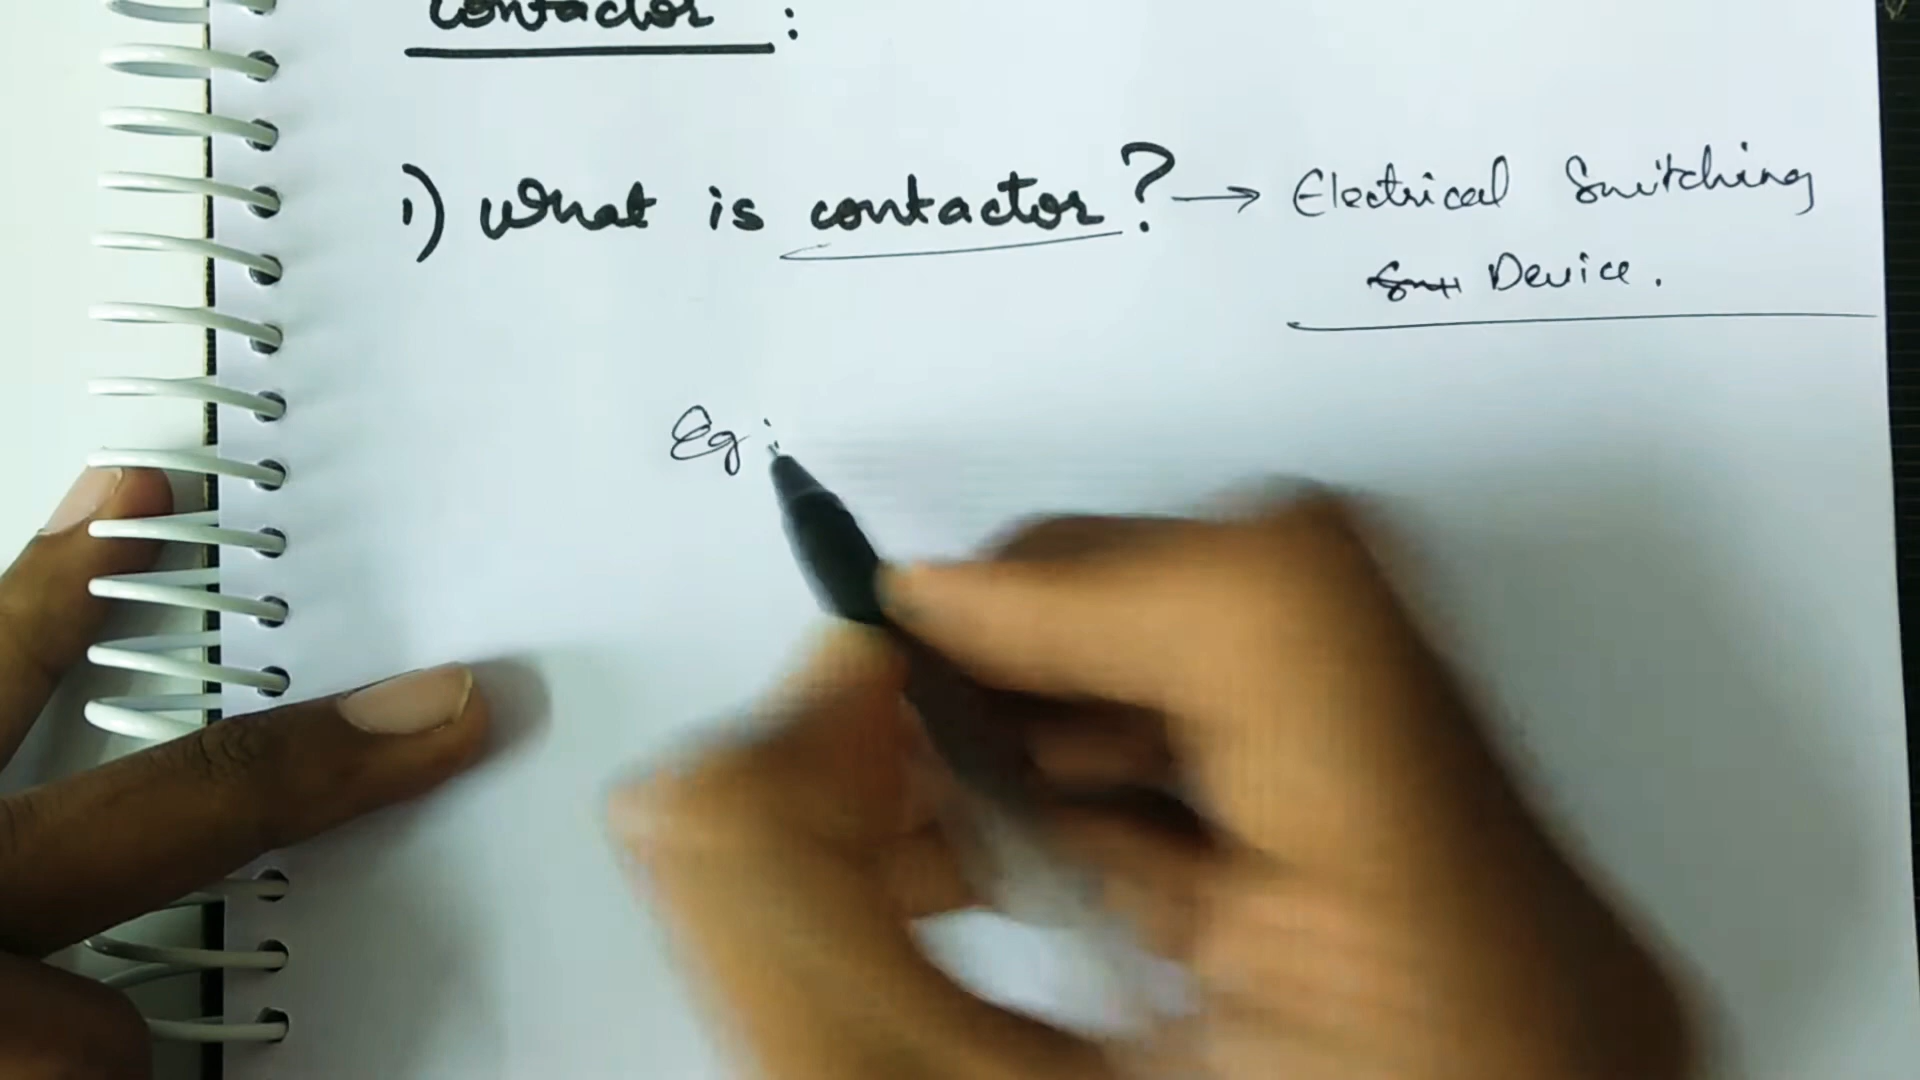 Contactor :
1) What is contactor ? → Electrical Switching
Device .
Eg :